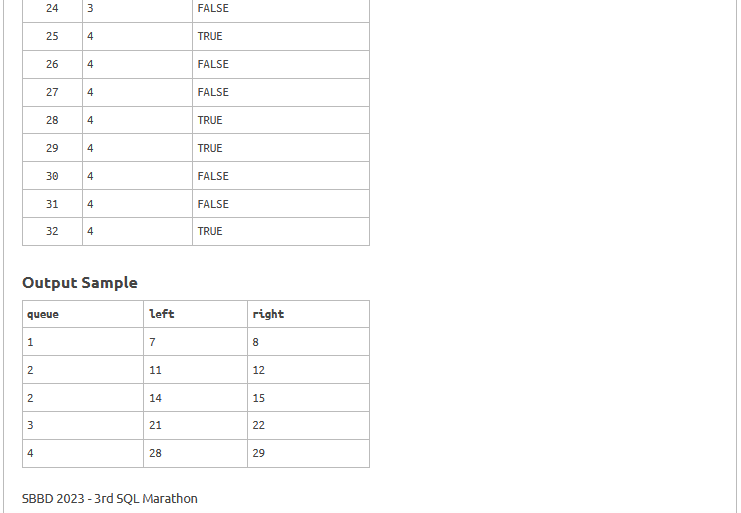 24 3 FALSE
25 4 TRUE
26 4 FALSE
27 4 FALSE
28 4 TRUE
29 4 TRUE
30 4 FALSE
31 4 FALSE
32 4 TRUE
Output Sample
queue left right
1 7 8
2 11 12
2 14 15
3 21 22
4 28 29
SBBD 2023 - 3rd SQL Marathon